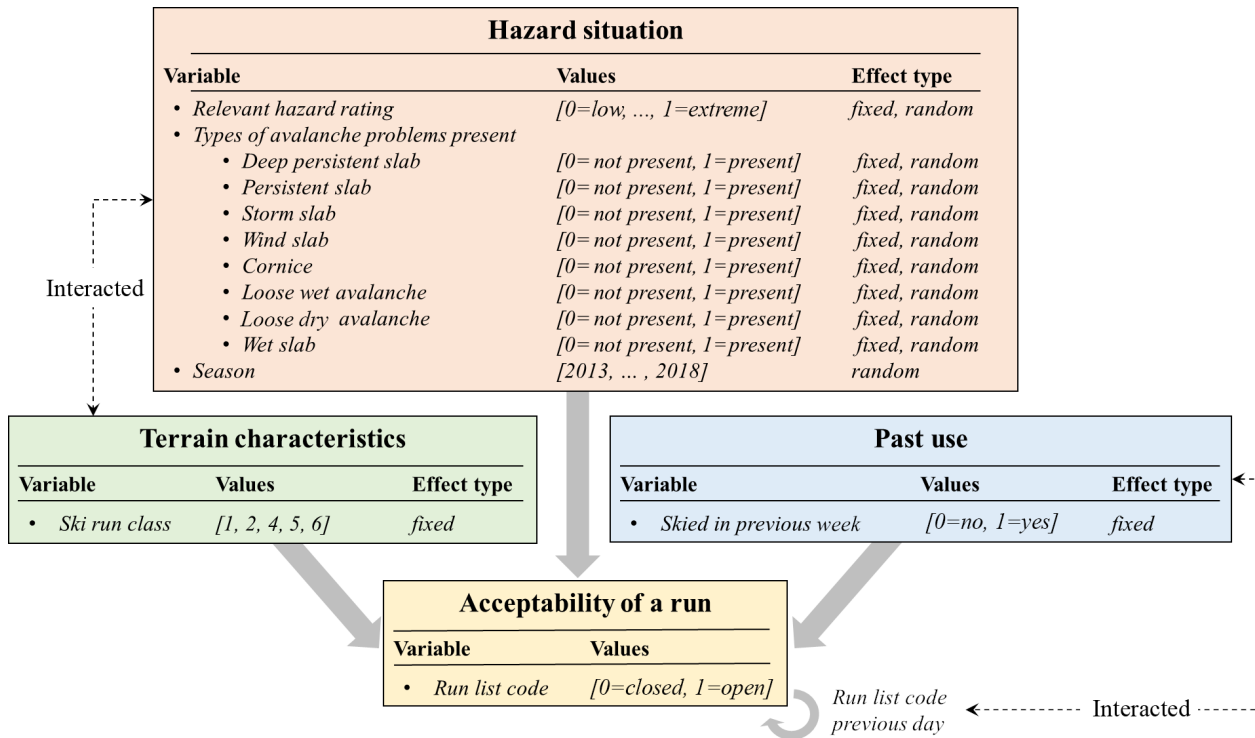 Hazard situation
Variable Values Effect type
• Relevant hazard rating [0=low, ..., 1=extreme] fixed, random
• Types of avalanche problems present
• Deep persistent slab [0= not present, 1=present] fixed, random
• Persistent slab [0= not present, 1=present] fixed, random
• Storm slab [0= not present, 1=present] fixed, random
• Wind slab [0= not present, 1=present] fixed, random
• Cornice [0= not present, 1=present] fixed, random
• Loose wet avalanche [0= not present, 1=present] fixed, random
• Loose dry avalanche [0= not present, 1=present] fixed, random
• Wet slab [0= not present, 1=present] fixed, random
• Season [2013, ... , 2018] random
Interacted
Terrain characteristics
Variable Values Effect type
• Ski run class [1, 2, 4, 5, 6] fixed
Past use
Variable Values Effect type
• Skied in previous week [0=no, 1=yes] fixed
Acceptability of a run
Variable Values
• Run list code [0=closed, 1=open]
Run list code
previous day
Interacted